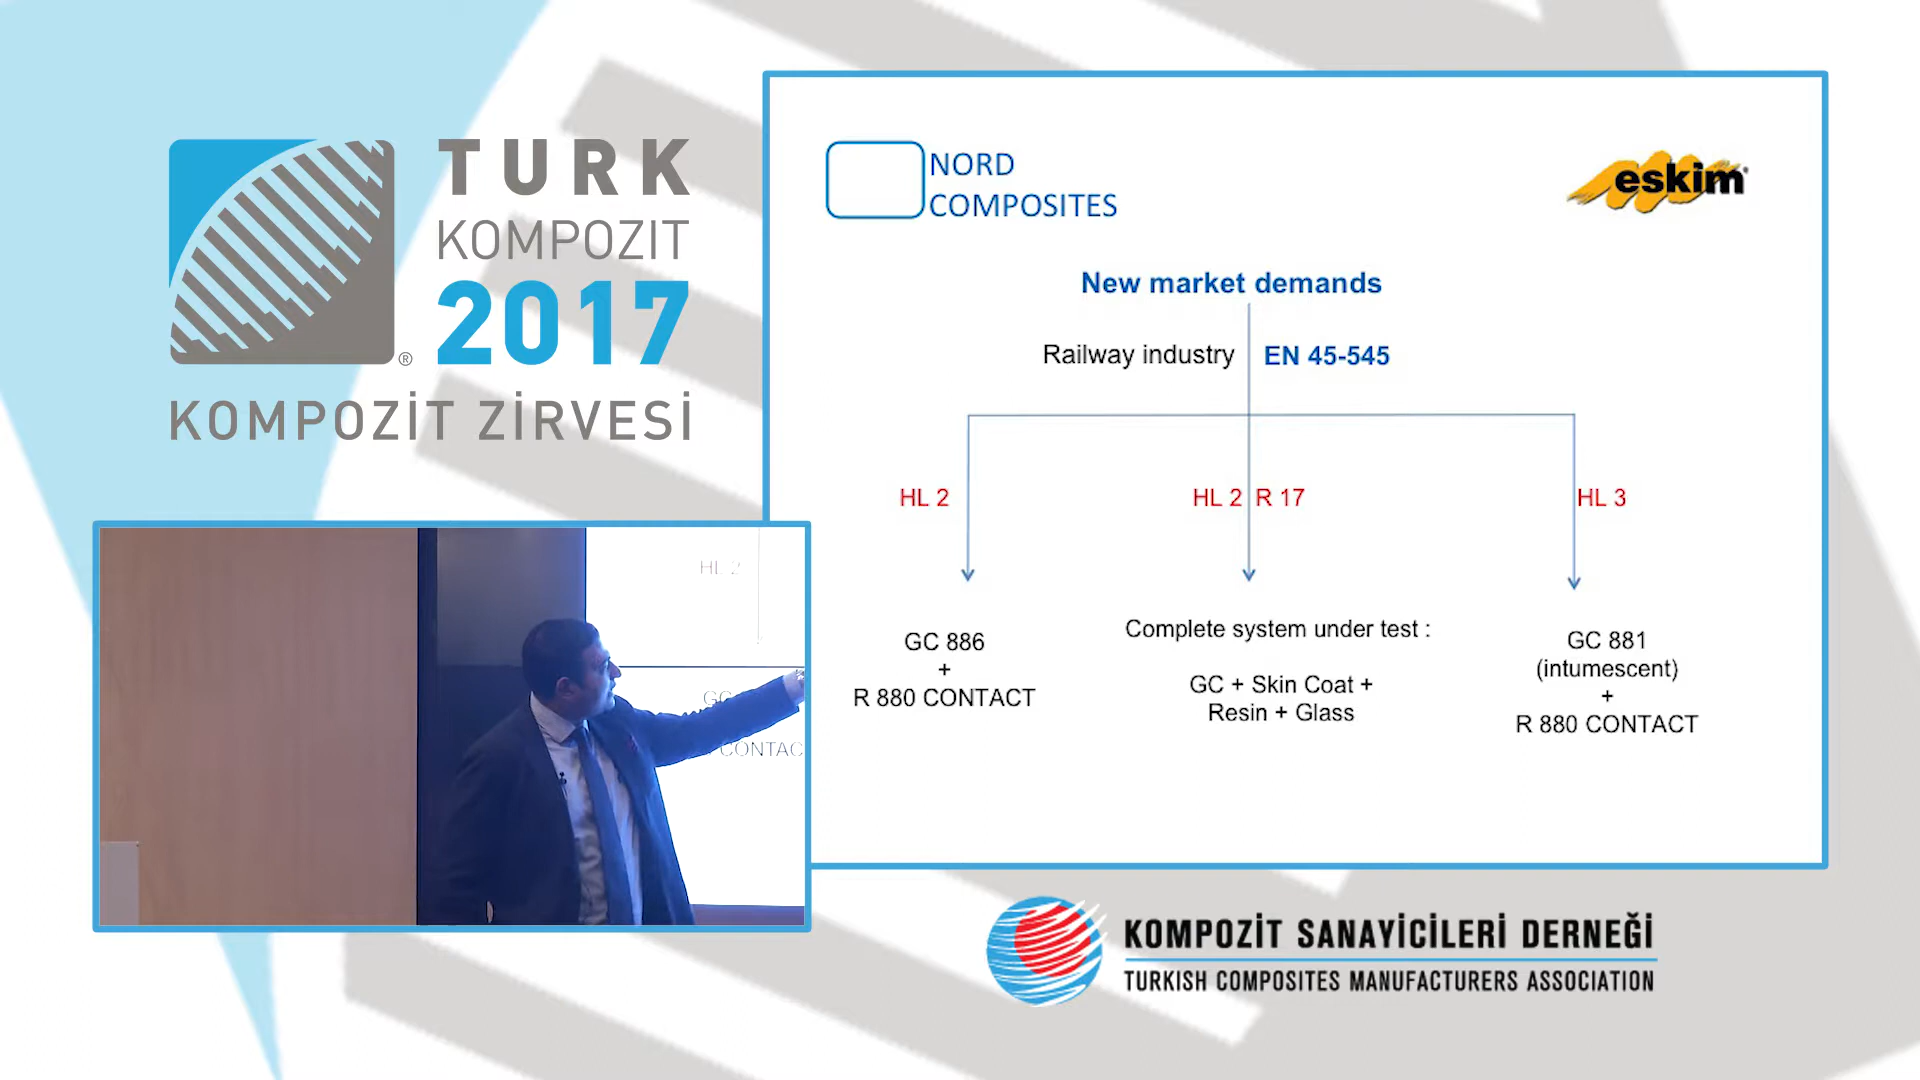 TURK
KOMPOZIT
2017
®
KOMPOZİT ZİRVESİ
NORD
COMPOSITES
eskim
New market demands
Railway industry EN 45-545
HL 2
HL 2 R 17
HL 3
GC 886
+
R 880 CONTACT
Complete system under test :
GC + Skin Coat +
Resin + Glass
GC 881
(intumescent)
+
R 880 CONTACT
HL 2
GC
CONTAC
KOMPOZİT SANAYİCİLERİ DERNEĞİ
TURKISH COMPOSITES MANUFACTURERS ASSOCIATION